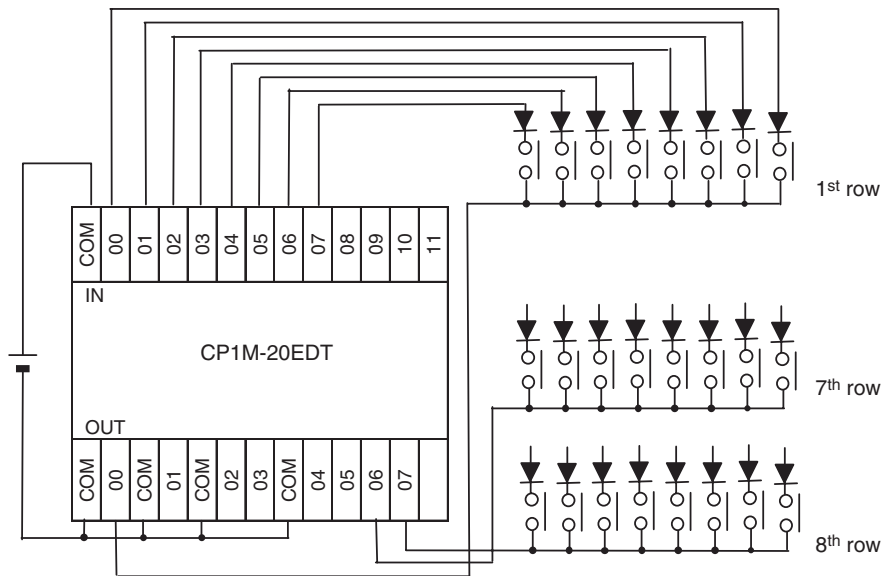 1st row
COM 00 01 02 03 04 05 06 07 08 09 10 11
IN
CP1M-20EDT
7th row
OUT
COM 00 COM 01 COM 02 03 COM 04 05 06 07
8th row